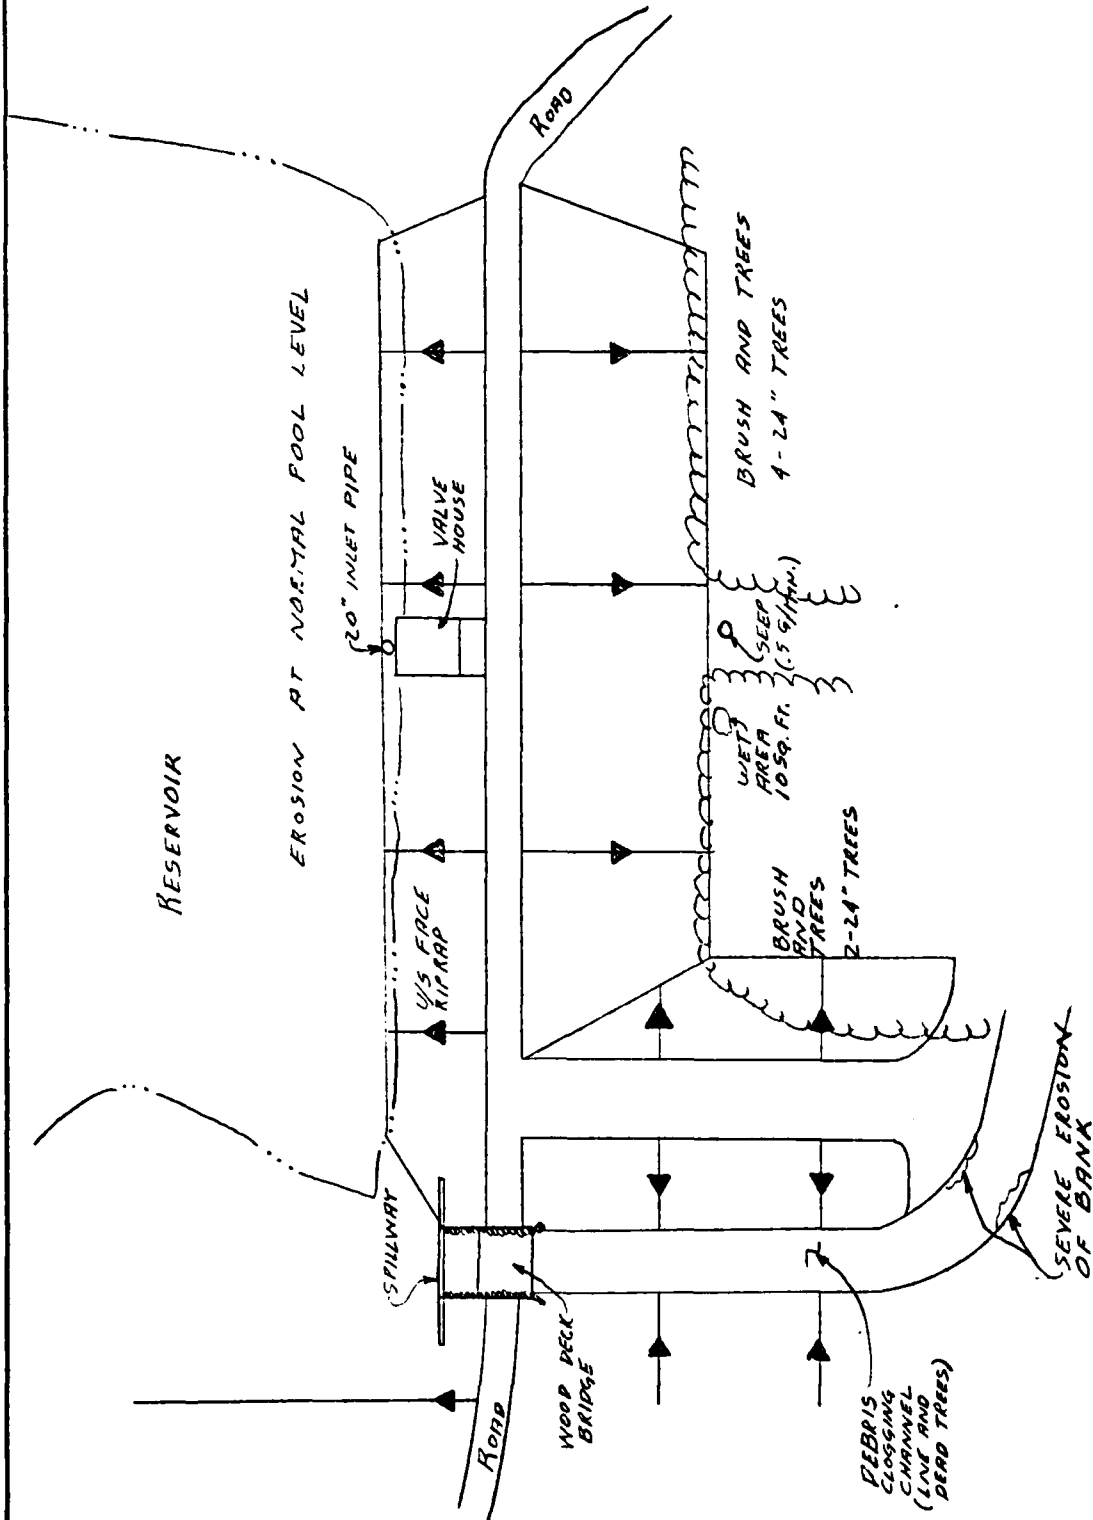 RESERVOIR
EROSION AT NORMAL POOL LEVEL
20" INLET PIPE
VALVE
HOUSE
U/S FACE
RIPRAP
SPILLWAY
ROAD
ROAD
WOOD DECK
BRIDGE
BRUSH AND TREES
4-24" TREES
SEEP
(.5 G/MIN.)
WET
AREA
10 SQ. FT.
BRUSH
AND
TREES
2-24" TREES
DEBRIS
CLOGGING
CHANNEL
(LIVE AND
DEAD TREES)
SEVERE EROSION
OF BANK